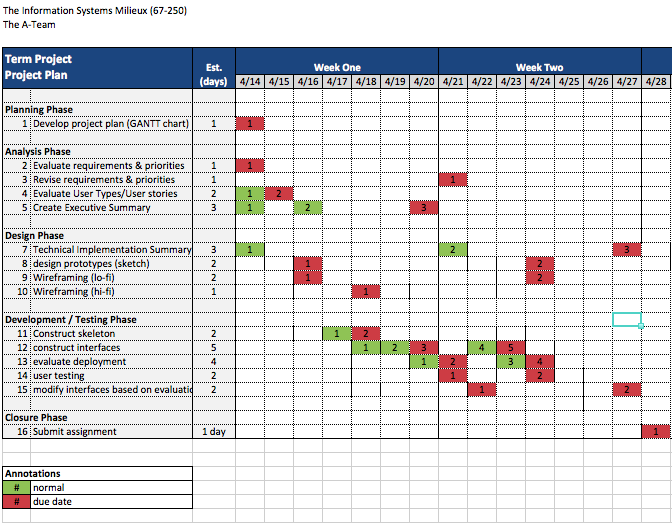 The Information Systems Milieux (67-250)
The A-Team
Term Project
Project Plan
Est.
(days)
Week One
Week Two
4/14 4/15 4/16 4/17 4/18 4/19 4/20 4/21 4/22 4/23 4/24 4/25 4/26 4/27 4/28
Planning Phase
1 Develop project plan (GANTT chart) 1 1
Analysis Phase
2 Evaluate requirements & priorities 1 1
3 Revise requirements & priorities 1 1
4 Evaluate User Types/User stories 2 1 2
5 Create Executive Summary 3 1 2 3
Design Phase
7 Technical Implementation Summary 3 1 2 3
8 design prototypes (sketch) 2 1 2
9 Wireframing (lo-fi) 2 1 2
10 Wireframing (hi-fi) 1 1
Development / Testing Phase
11 Construct skeleton 2 1 2
12 construct interfaces 5 1 2 3 4 5
13 evaluate deployment 4 1 2 3 4
14 user testing 2 1 2
15 modify interfaces based on evaluatio 2 1 2
Closure Phase
16 Submit assignment 1 day 1
Annotations
# normal
# due date